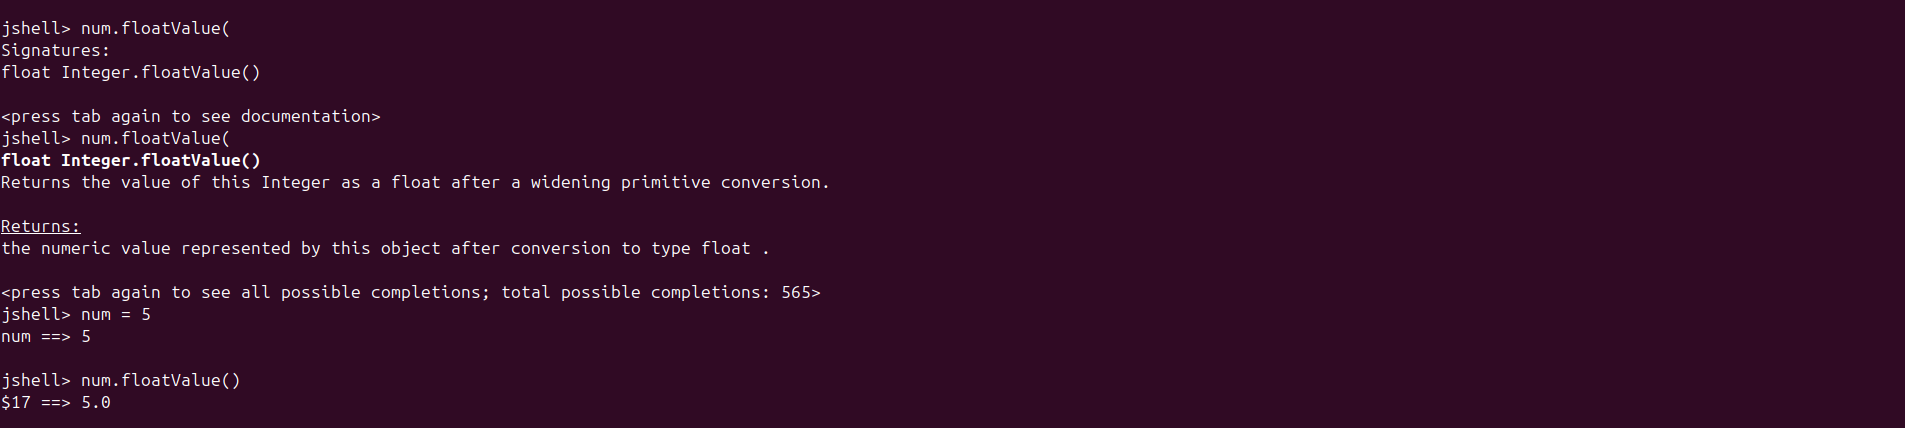 jshell> num.floatValue(
Signatures:
float Integer.floatValue()
<press tab again to see documentation>
jshell> num.floatValue(
float Integer.floatValue()
Returns the value of this Integer as a float after a widening primitive conversion.
Returns:
the numeric value represented by this object after conversion to type float .
<press tab again to see all possible completions; total possible completions: 565>
jshell> num = 5
num ==> 5
jshell> num.floatValue()
$17 ==> 5.0